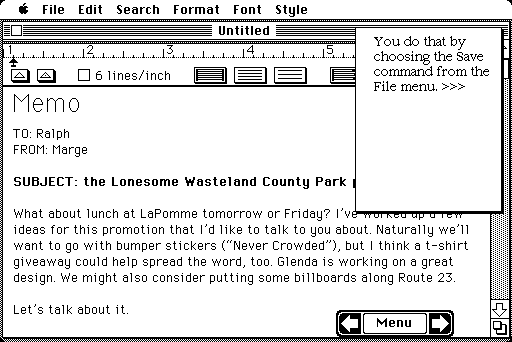 File Edit Search Format Font Style
Untitled
1 2 3
6 lines/inch
You do that by
choosing the Save
command from the
File menu. >>>
Memo
TO: Ralph
FROM: Marge
SUBJECT: the Lonesome Wasteland County Park
What about lunch at LaPomme tomorrow or Friday? I've worked up a few
ideas for this promotion that I'd like to talk to you about. Naturally we'll
want to go with bumper stickers (“Never Crowded”), but I think a t-shirt
giveaway could help spread the word, too. Glenda is working on a great
design. We might also consider putting some billboards along Route 23.
Let's talk about it.
Menu